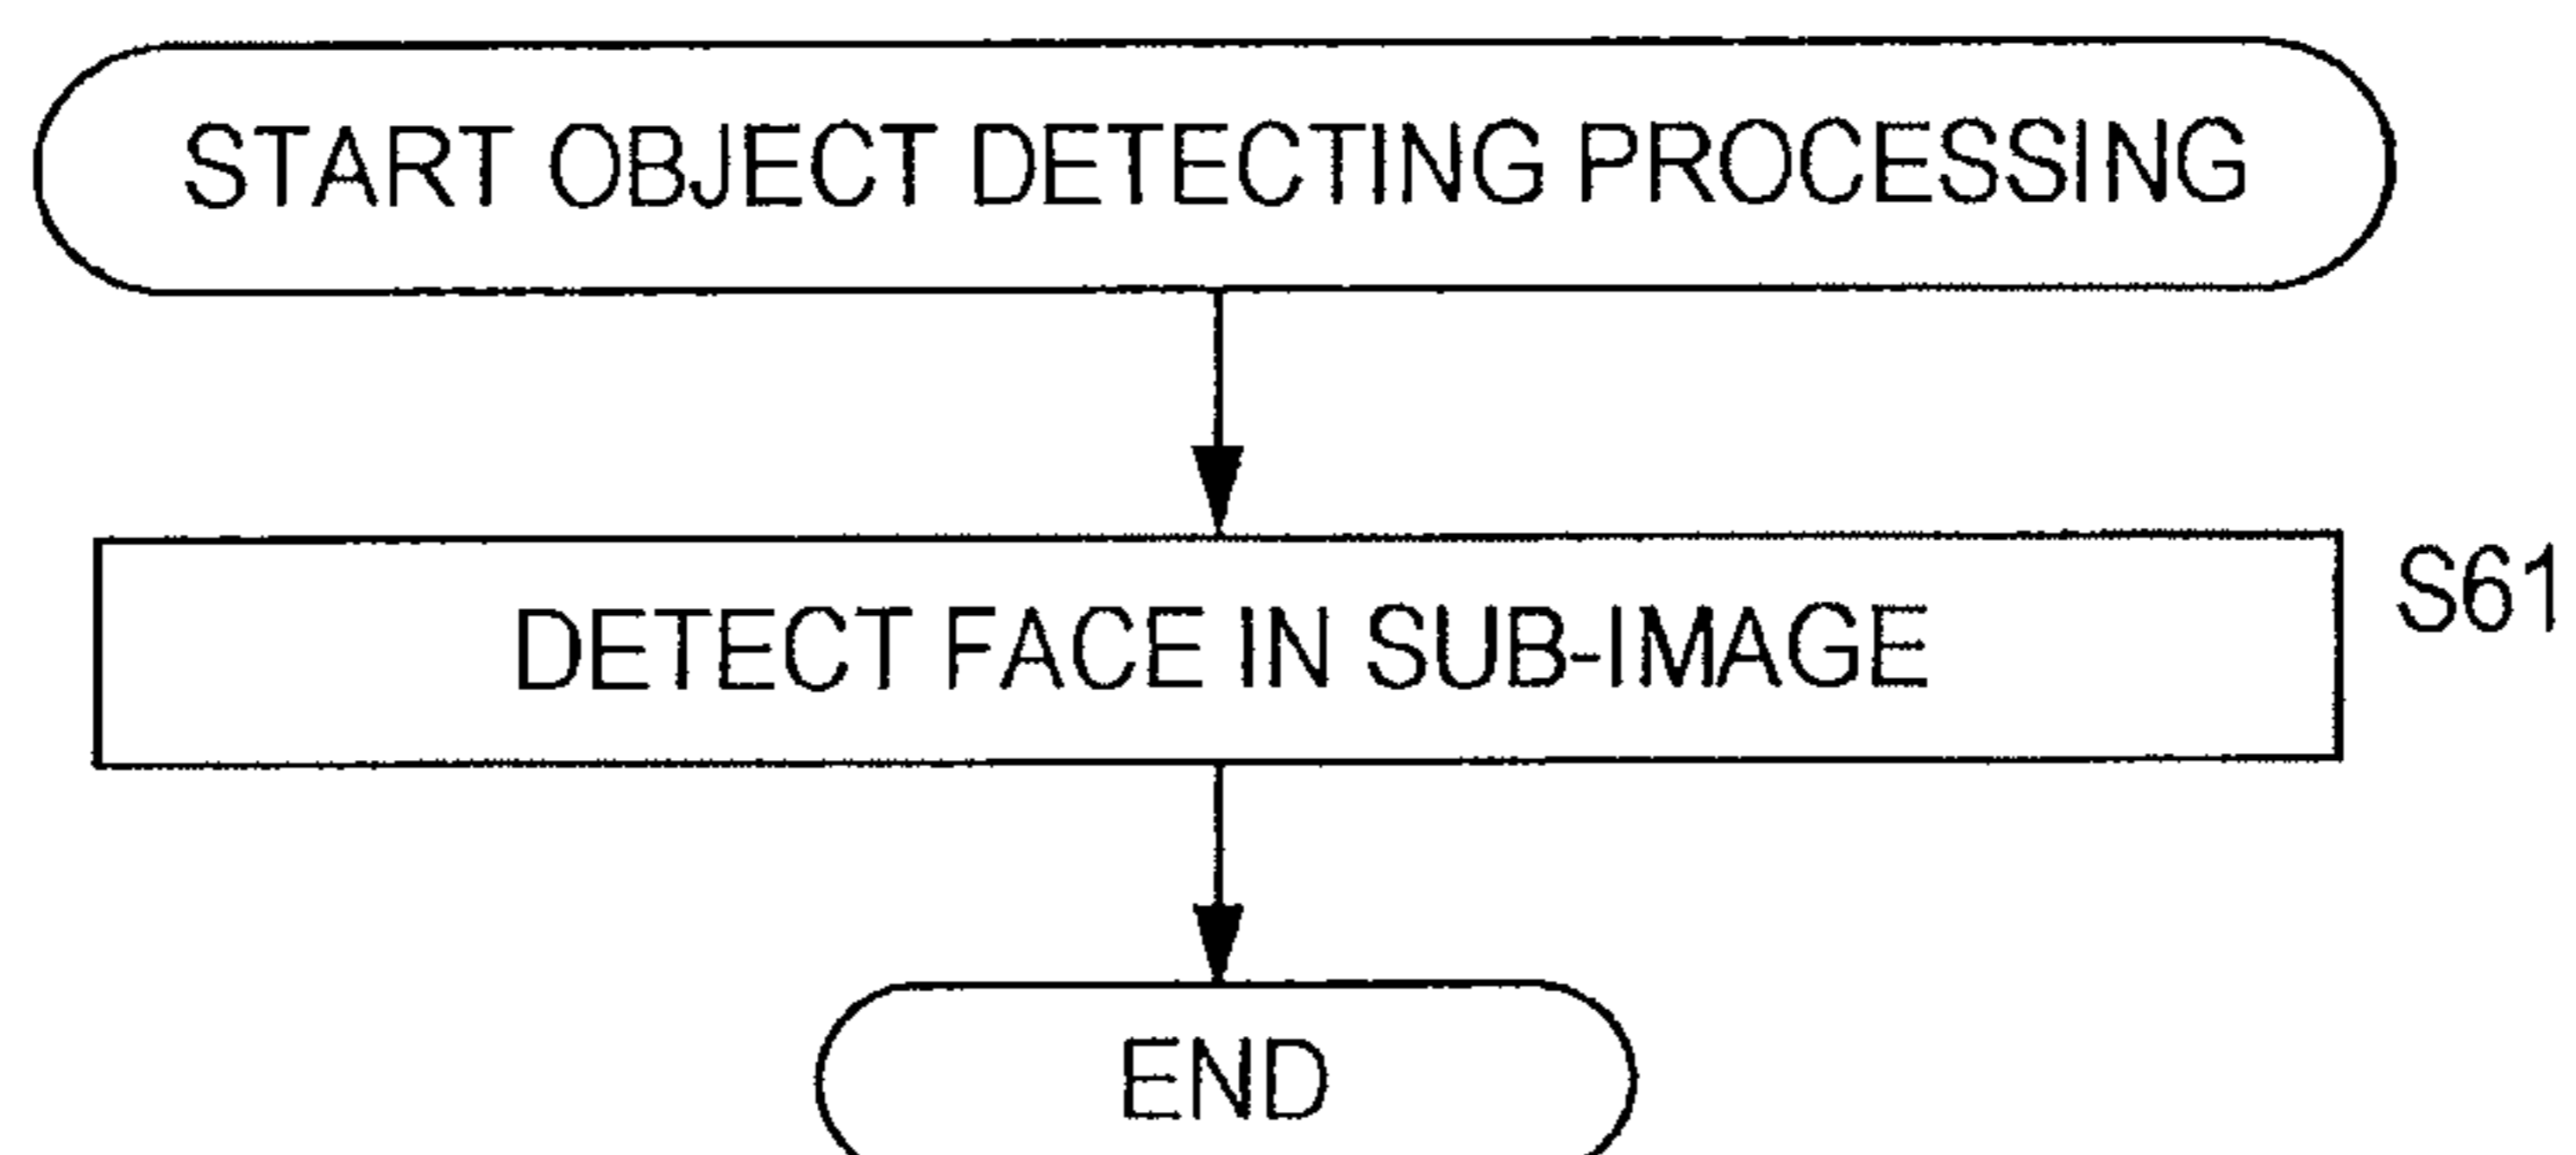 START OBJECT DETECTING PROCESSING
DETECT FACE IN SUB-IMAGE
S61
END